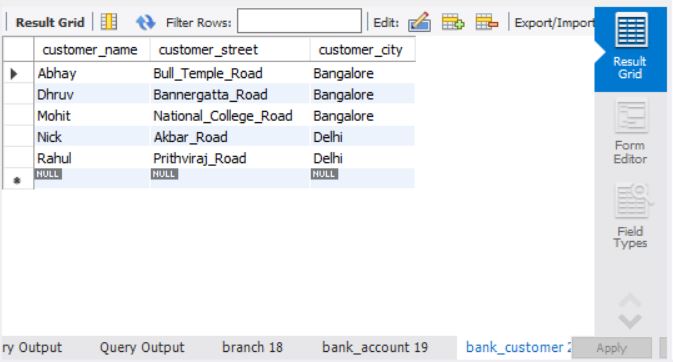 Result Grid Filter Rows: Edit: Export/Import
customer_name customer_street customer_city
Abhay Bull_Temple_Road Bangalore
Dhruv Bannergatta_Road Bangalore
Mohit National_College_Road Bangalore
Nick Akbar_Road Delhi
Rahul Prithviraj_Road Delhi
NULL NULL NULL
Result
Grid
Form
Editor
Field
Types
ry Output Query Output branch 18 bank_account 19 bank_customer 2 Apply